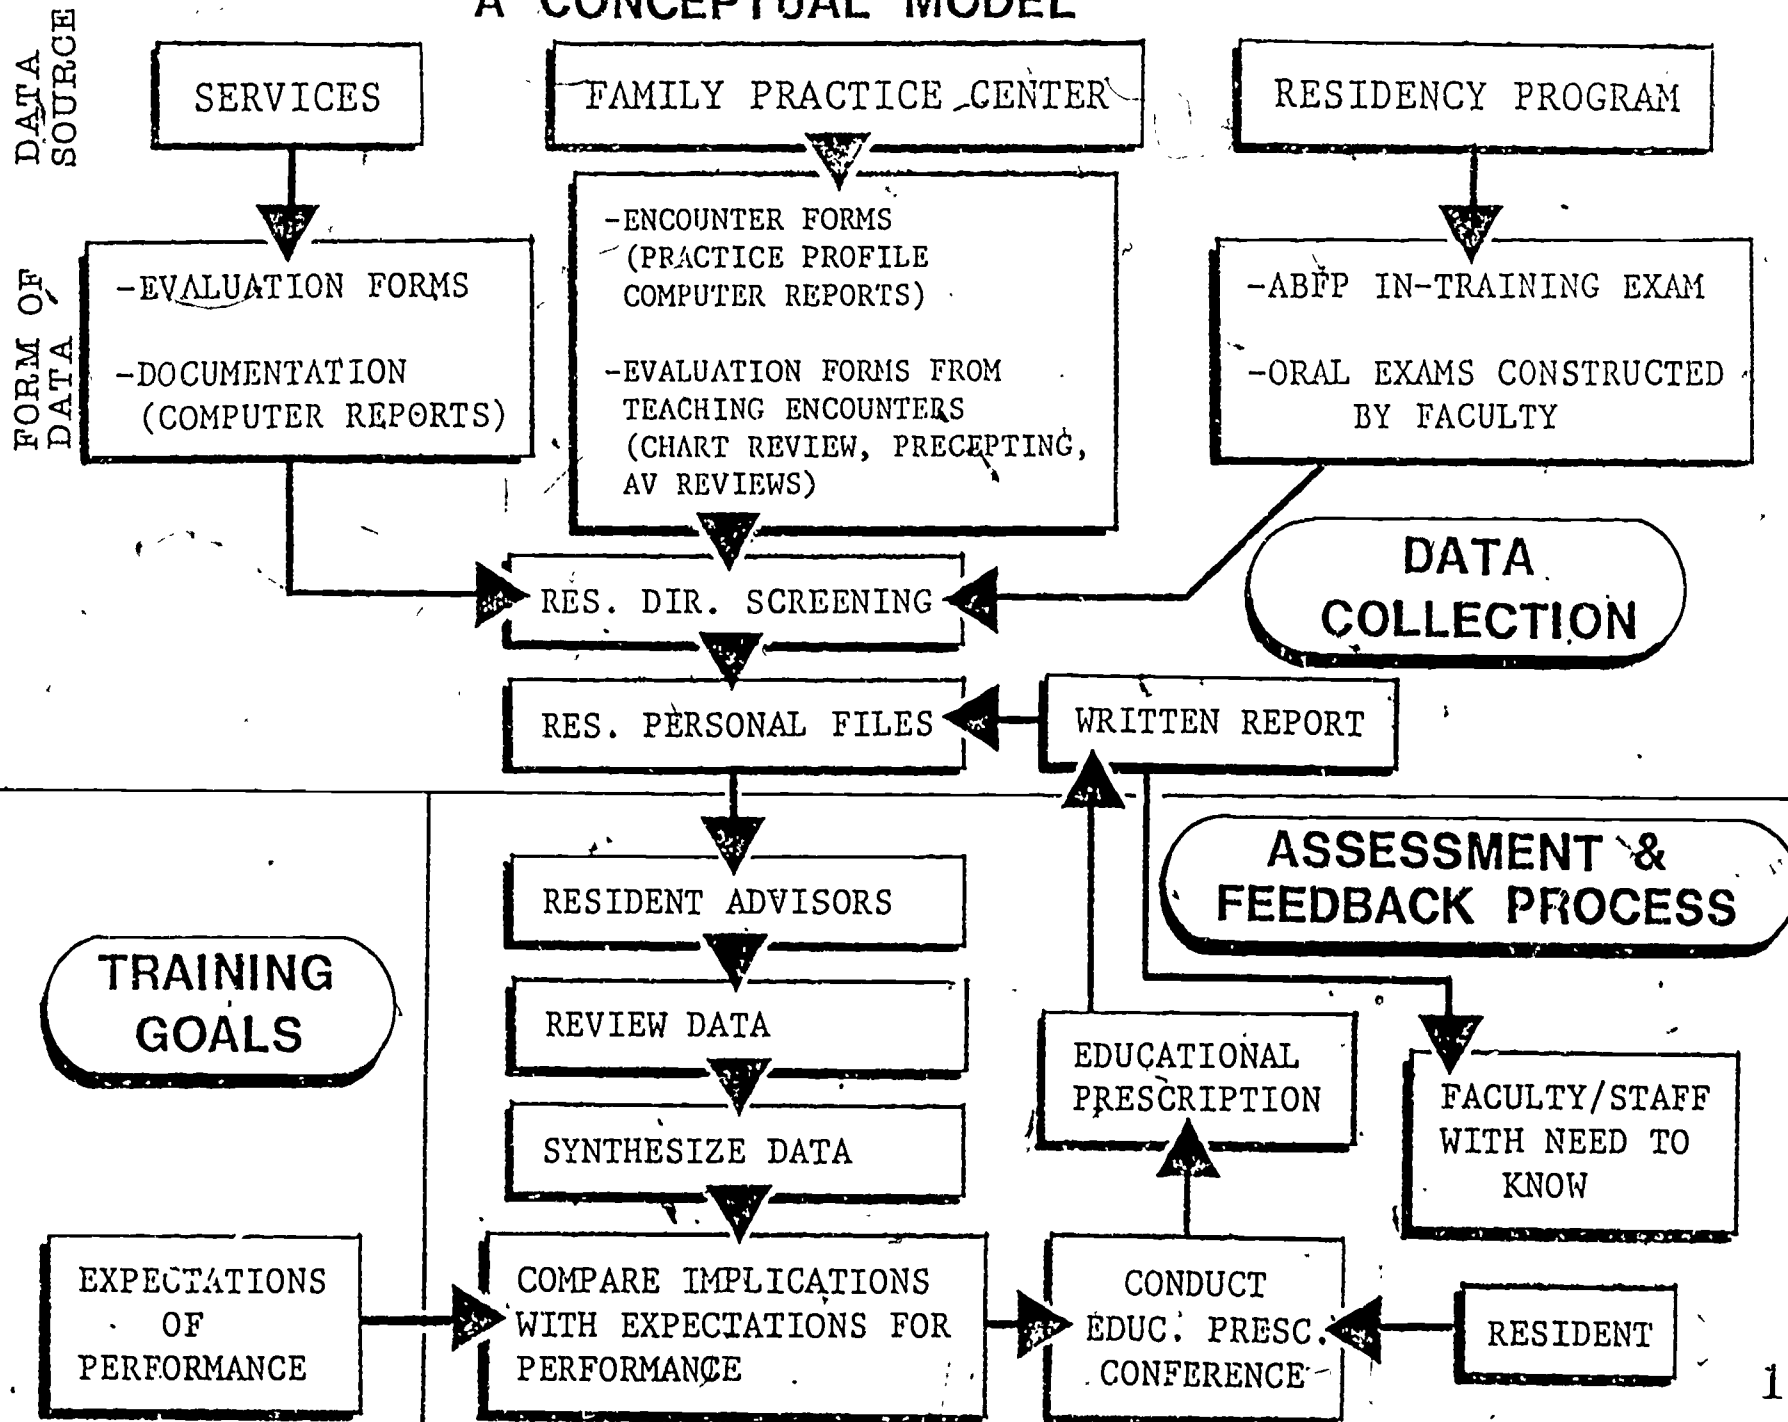 A CONCEPTUAL MODEL
DATA
SOURCE
SERVICES
FAMILY PRACTICE CENTER
RESIDENCY PROGRAM
FORM OF
DATA
-EVALUATION FORMS
-DOCUMENTATION
(COMPUTER REPORTS)
-ENCOUNTER FORMS
(PRACTICE PROFILE
COMPUTER REPORTS)
-EVALUATION FORMS FROM
TEACHING ENCOUNTERS
(CHART REVIEW, PRECEPTING,
AV REVIEWS)
-ABFP IN-TRAINING EXAM
-ORAL EXAMS CONSTRUCTED
BY FACULTY
DATA
COLLECTION
RES. DIR. SCREENING
RES. PERSONAL FILES
WRITTEN REPORT
ASSESSMENT &
FEEDBACK PROCESS
RESIDENT ADVISORS
TRAINING
GOALS
REVIEW DATA
EDUCATIONAL
PRESCRIPTION
FACULTY/STAFF
WITH NEED TO
KNOW
SYNTHESIZE DATA
EXPECTATIONS
OF
PERFORMANCE
COMPARE IMPLICATIONS
WITH EXPECTATIONS FOR
PERFORMANCE
CONDUCT
EDUC. PRESC.
CONFERENCE
RESIDENT
1